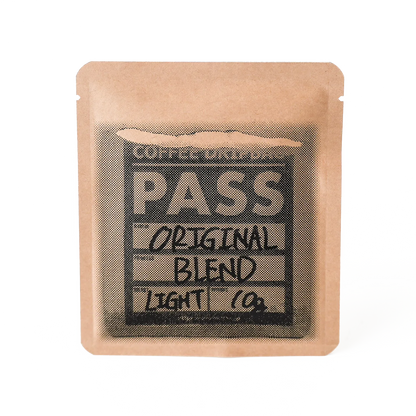 COFFEE DRIP BAG
PASS
ORIGINAL
BLEND
LIGHT 10g